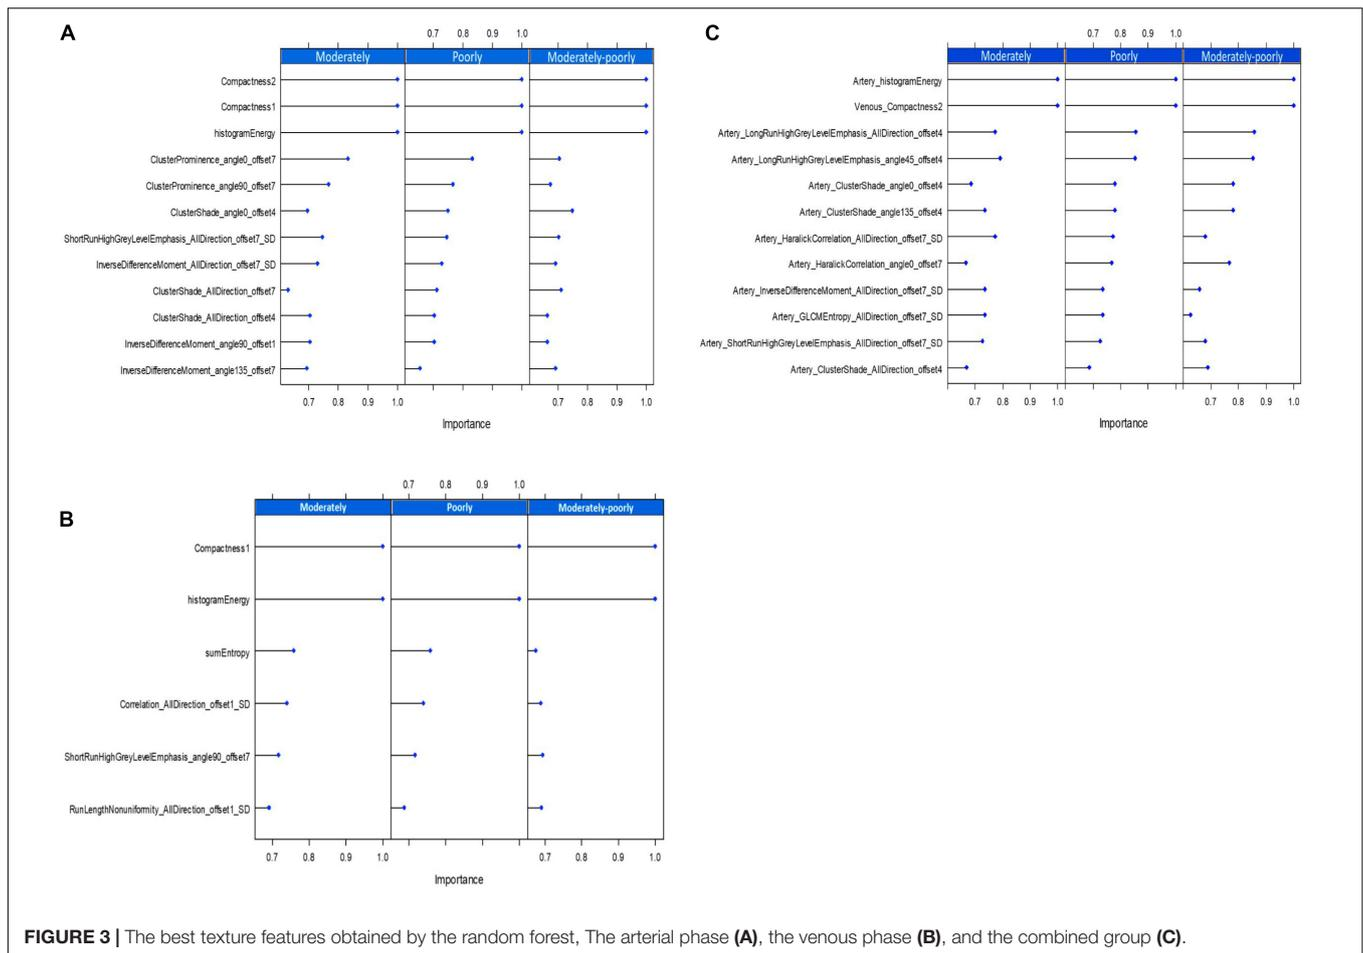 A
0.7 0.8 0.9 1.0
Moderately Poorly Moderately-poorly
Compactness2
Compactness1
histogramEnergy
ClusterProminence_angle0_offset7
ClusterProminence_angle90_offset7
ClusterShade_angle0_offset4
ShortRunHighGreyLevelEmphasis_AllDirection_offset7_SD
InverseDifferenceMoment_AllDirection_offset7_SD
ClusterShade_AllDirection_offset7
ClusterShade_AllDirection_offset4
InverseDifferenceMoment_angle90_offset1
InverseDifferenceMoment_angle135_offset7
0.7 0.8 0.9 1.0 0.7 0.8 0.9 1.0
Importance
C
0.7 0.8 0.9 1.0
Moderately Poorly Moderately-poorly
Artery_histogramEnergy
Venous_Compactness2
Artery_LongRunHighGreyLevelEmphasis_AllDirection_offset4
Artery_LongRunHighGreyLevelEmphasis_angle45_offset4
Artery_ClusterShade_angle0_offset4
Artery_ClusterShade_angle135_offset4
Artery_HaralickCorrelation_AllDirection_offset7_SD
Artery_HaralickCorrelation_angle0_offset7
Artery_InverseDifferenceMoment_AllDirection_offset7_SD
Artery_GLCMEntropy_AllDirection_offset7_SD
Artery_ShortRunHighGreyLevelEmphasis_AllDirection_offset7_SD
Artery_ClusterShade_AllDirection_offset4
0.7 0.8 0.9 1.0 0.7 0.8 0.9 1.0
Importance
B
0.7 0.8 0.9 1.0
Moderately Poorly Moderately-poorly
Compactness1
histogramEnergy
sumEntropy
Correlation_AllDirection_offset1_SD
ShortRunHighGreyLevelEmphasis_angle90_offset7
RunLengthNonuniformity_AllDirection_offset1_SD
0.7 0.8 0.9 1.0 0.7 0.8 0.9 1.0
Importance
FIGURE 3 | The best texture features obtained by the random forest, The arterial phase (A), the venous phase (B), and the combined group (C).